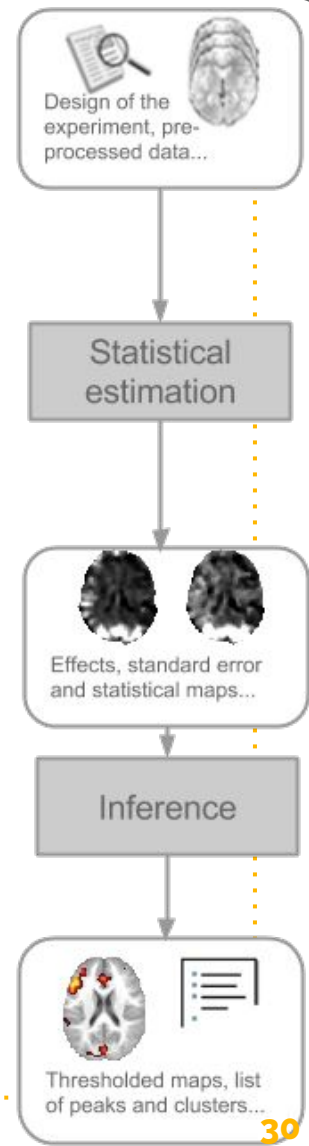 Design of the
experiment, pre-
processed data...
Statistical
estimation
Effects, standard error
and statistical maps...
Inference
Thresholded maps, list
of peaks and clusters...
30